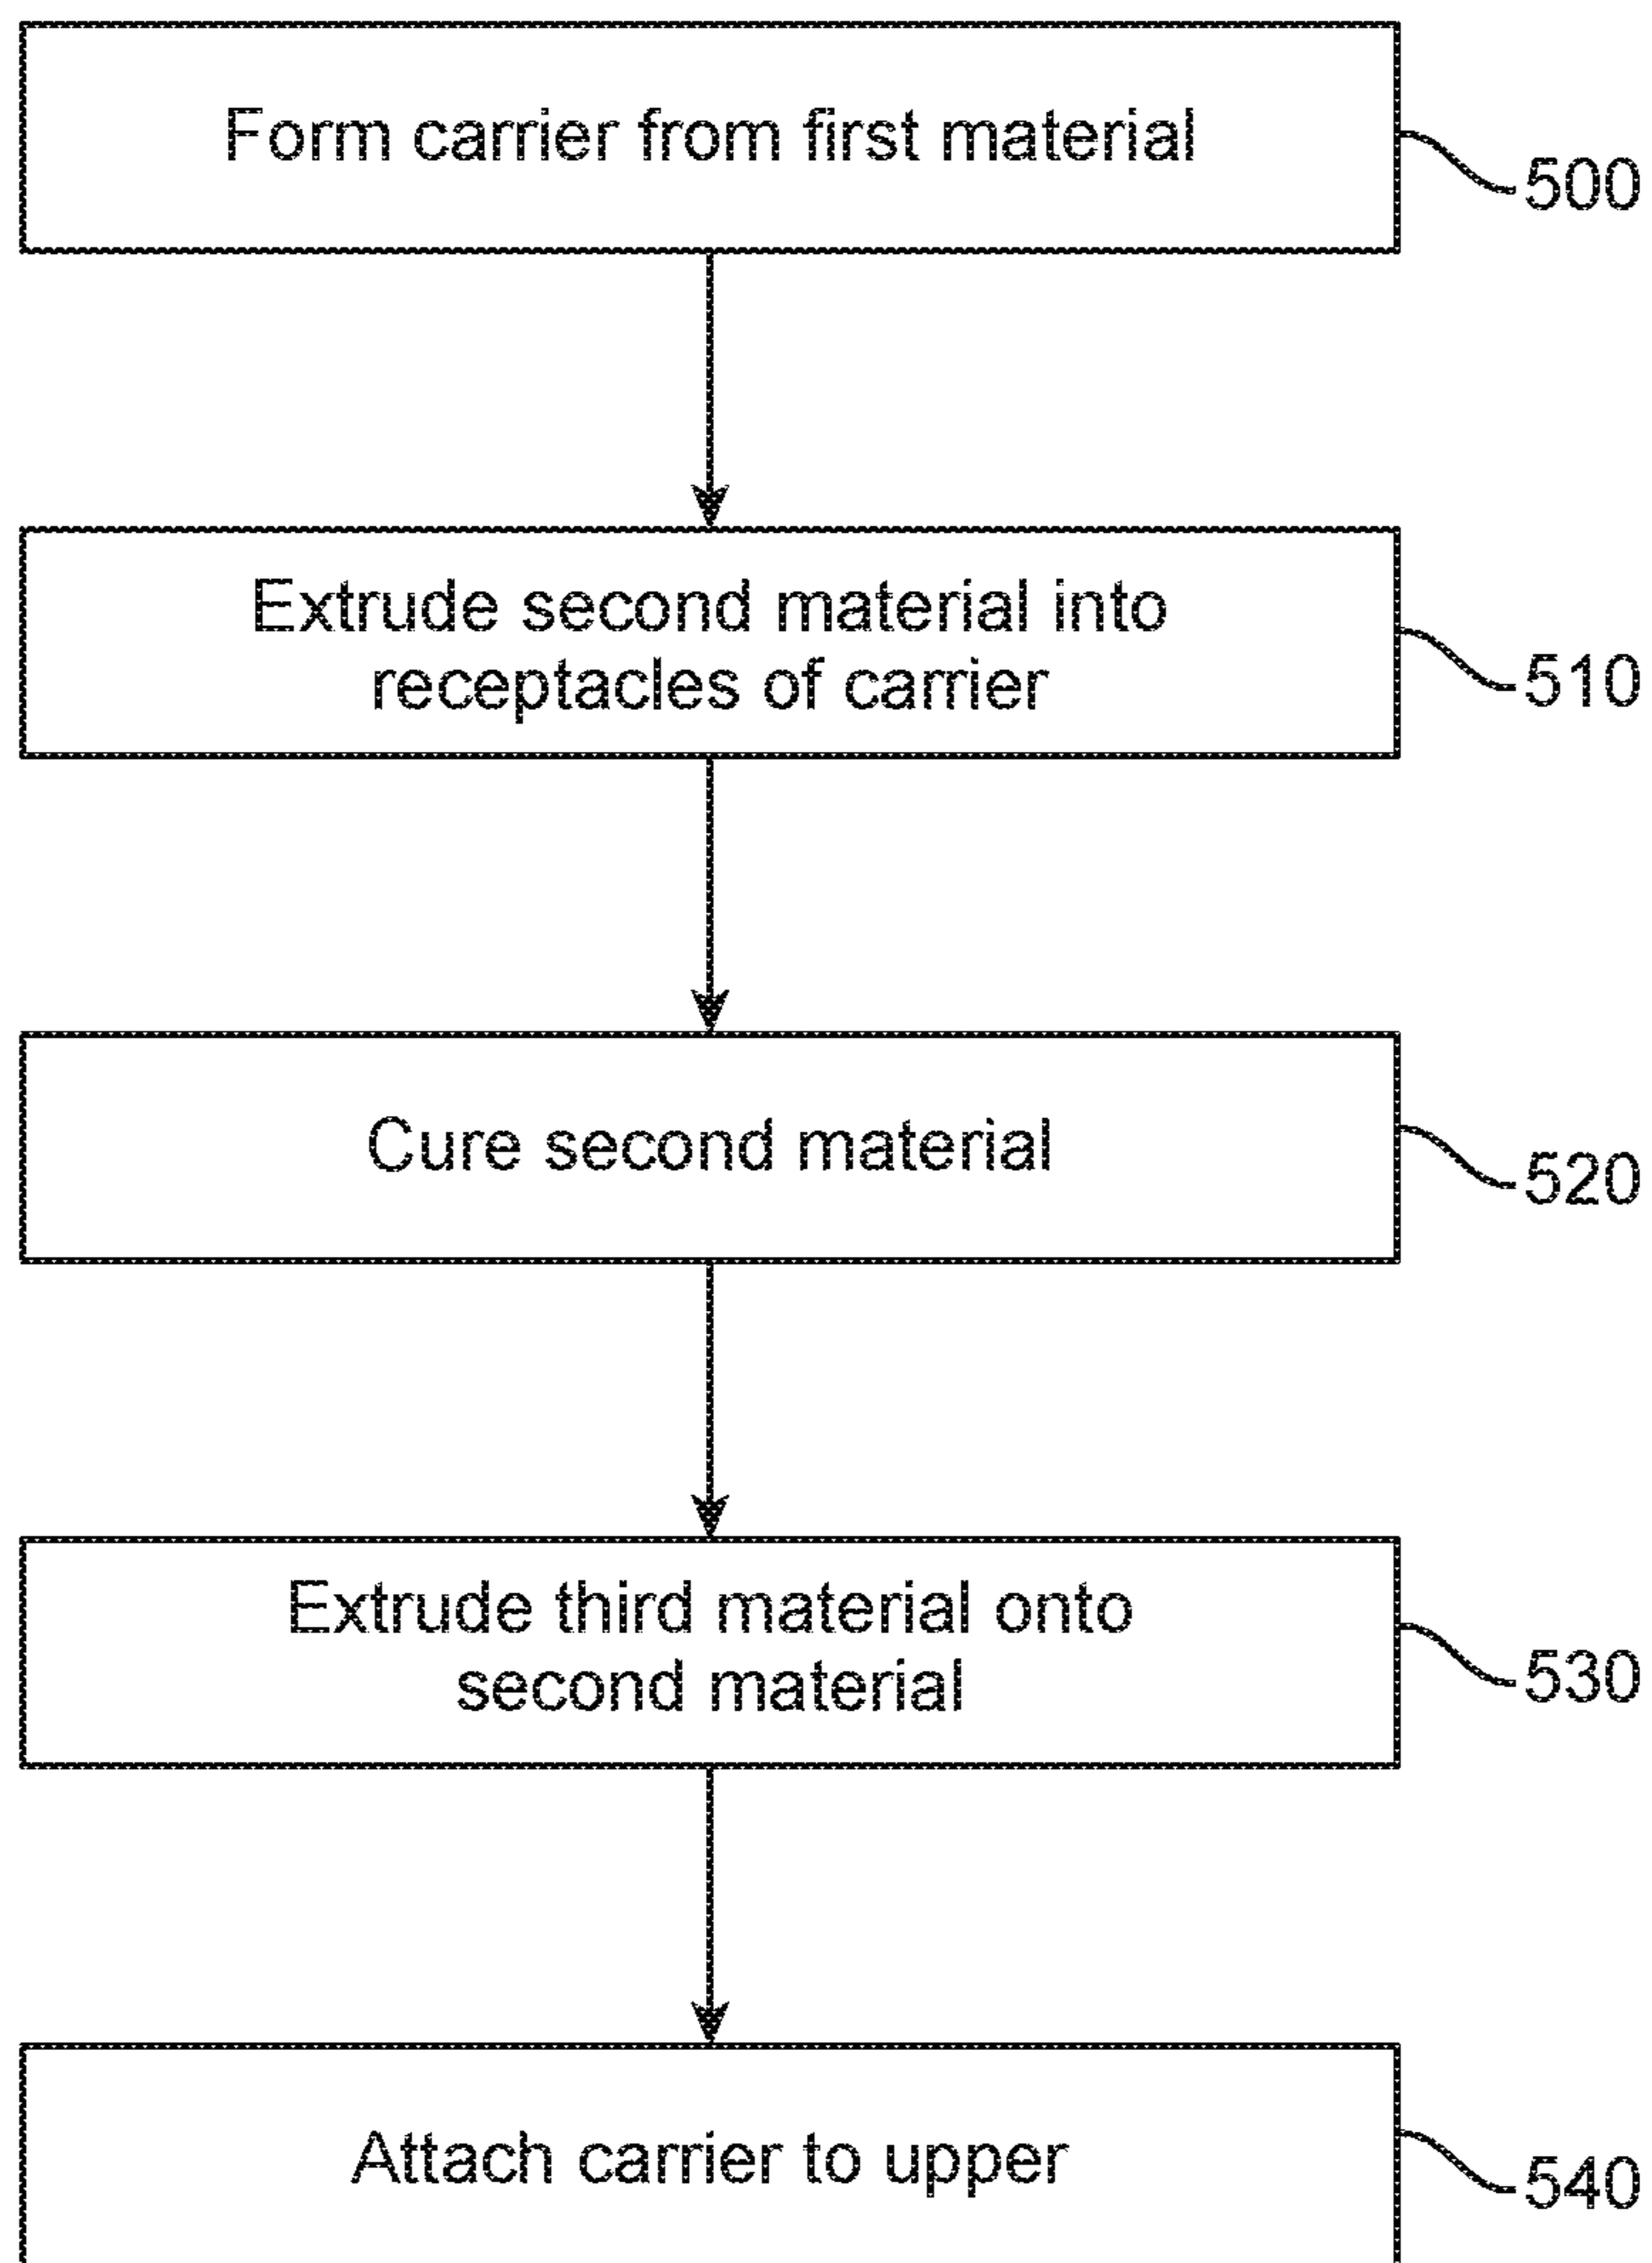 Form carrier from first material
500
Extrude second material into
receptacles of carrier
510
Cure second material
520
Extrude third material onto
second material
530
Attach carrier to upper
540